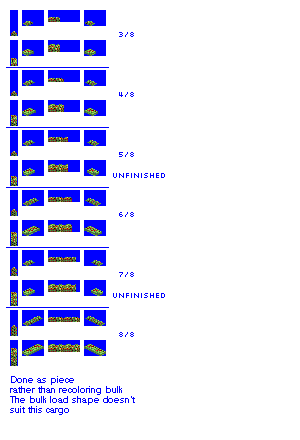 3/8
4/8
5/8
UNFINISHED
6/8
7/8
UNFINISHED
8/8
Done as piece
rather than recoloring bulk
The bulk load shape doesn't
suit this cargo